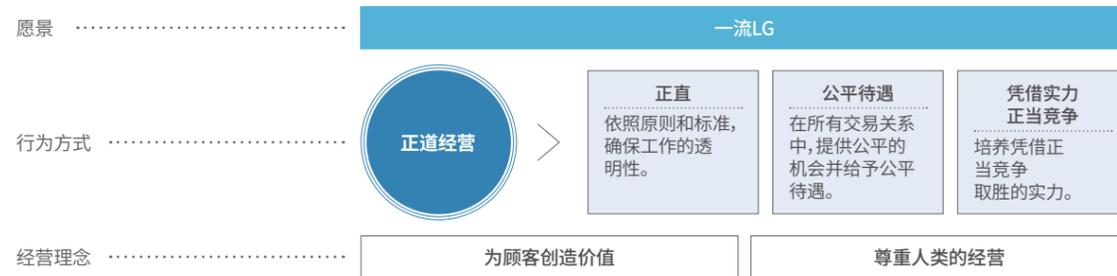 愿景
一流LG
行为方式
正道经营
正直
依照原则和标准，
确保工作的透
明性。
公平待遇
在所有交易关系
中，提供公平的
机会并给予公平
待遇。
凭借实力
正当竞争
培养凭借正
当竞争
取胜的实力。
经营理念
为顾客创造价值
尊重人类的经营